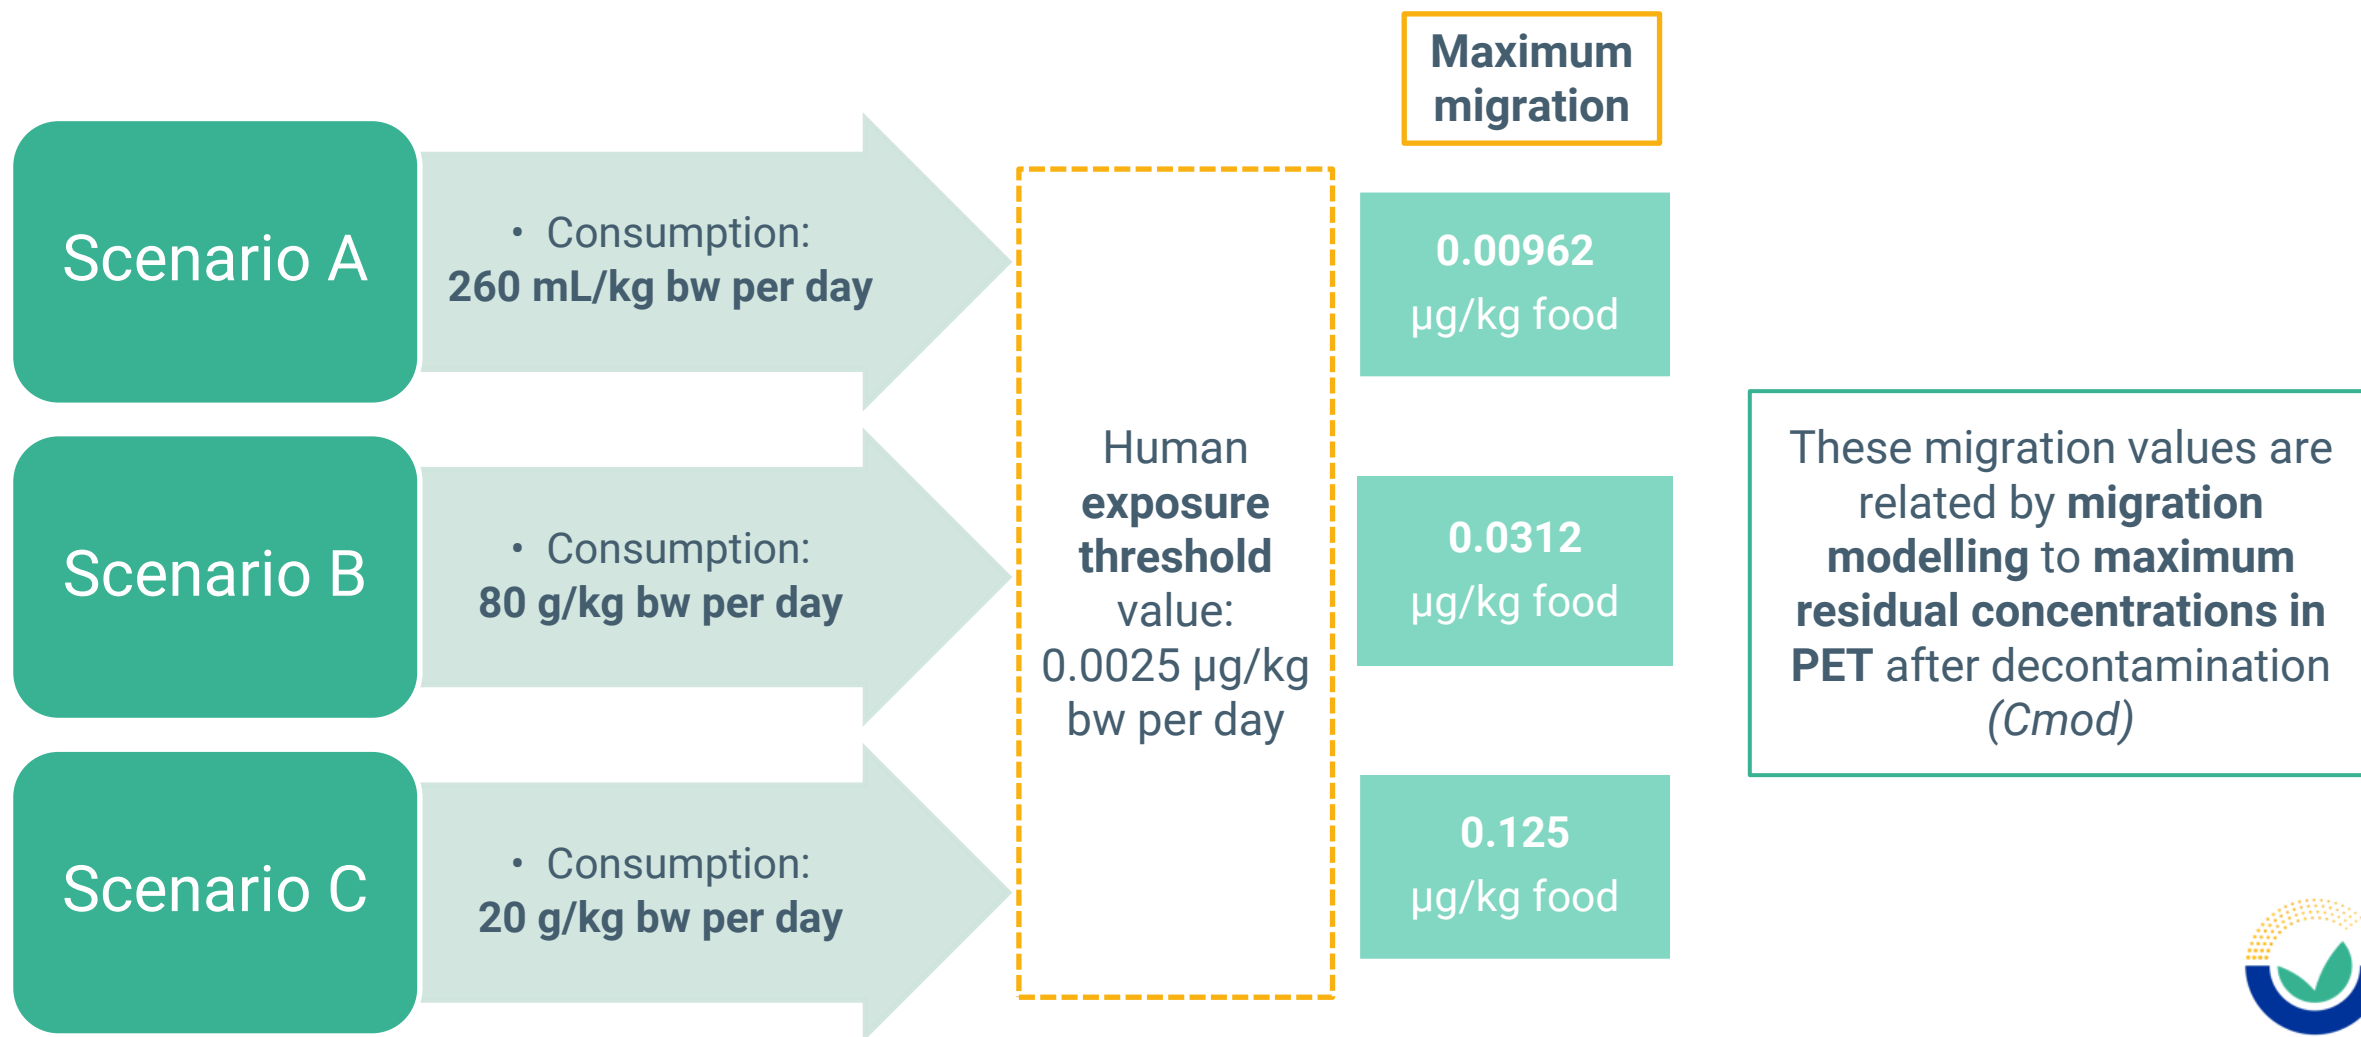 Maximum
migration
Scenario A
• Consumption:
260 mL/kg bw per day
0.00962
µg/kg food
Scenario B
• Consumption:
80 g/kg bw per day
Human
exposure
threshold
value:
0.0025 µg/kg
bw per day
0.0312
µg/kg food
Scenario C
• Consumption:
20 g/kg bw per day
0.125
µg/kg food
These migration values are
related by migration
modelling to maximum
residual concentrations in
PET after decontamination
(Cmod)